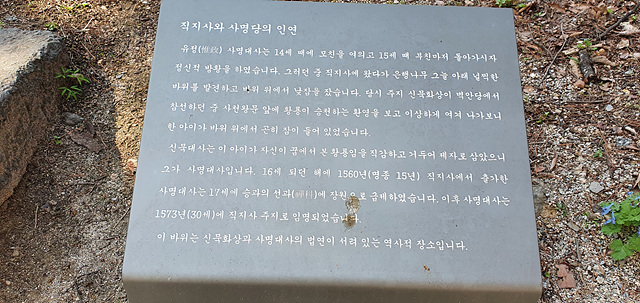 직지사와 사명당의 인연
유정(惟政) 사명대사는 14세 때에 모친을 여의고 15세 때 부친마저 돌아가시자
정신적 방황을 하였습니다. 그러던 중 직지사에 왔다가 은행나무 그늘 아래 넓찍한
바위를 발견하고 바위 위에서 낮잠을 잤습니다. 당시 주지 신묵화상이 벽안당에서
참선하던 중 사천왕문 앞에 황룡이 승천하는 환영을 보고 이상하게 여겨 나가보니
한 아이가 바위 위에서 곤히 잠이 들어 있었습니다.
신묵대사는 이 아이가 자신이 꿈에서 본 황룡임을 직감하고 거두어 제자로 삼았으니
그가 사명대사입니다. 16세 되던 해에 1560년(명종 15년) 직지사에서 출가한
사명대사는 17세에 승과의 선과(禪科)에 장원으로 급제하였습니다. 이후 사명대사는
1573년(30세)에 직지사 주지로 임명되었습니다.
이 바위는 신묵화상과 사명대사의 법연이 서려 있는 역사적 장소입니다.